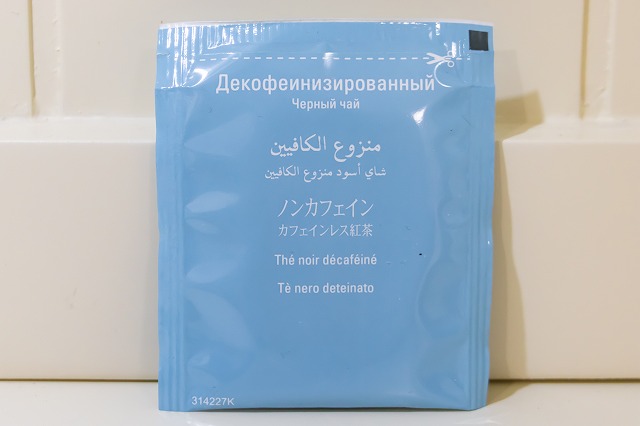 Декофеинизированный
Черный чай
منزوع الكافيين
شاي أسود منزوع الكافيين
ノンカフェイン
カフェインレス紅茶
Thé noir décaféiné
Tè nero deteinato
314227K